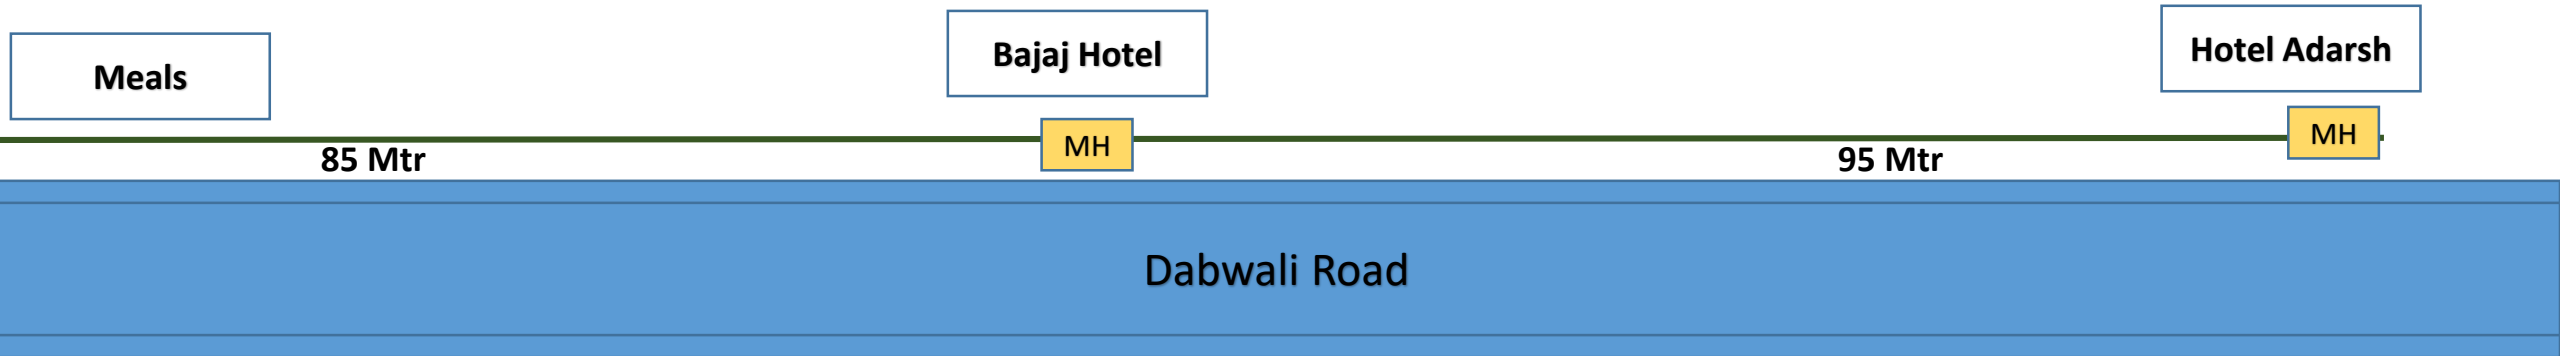 Meals
Bajaj Hotel
Hotel Adarsh
MH
MH
85 Mtr
95 Mtr
Dabwali Road